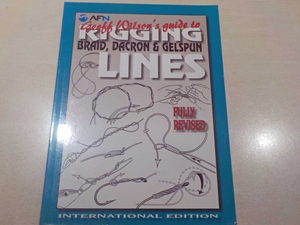 AFN
Geoff Wilson's guide to
RIGGING
BRAID, DACRON & GELSPUN
LINES
FULLY
REVISED
INTERNATIONAL EDITION